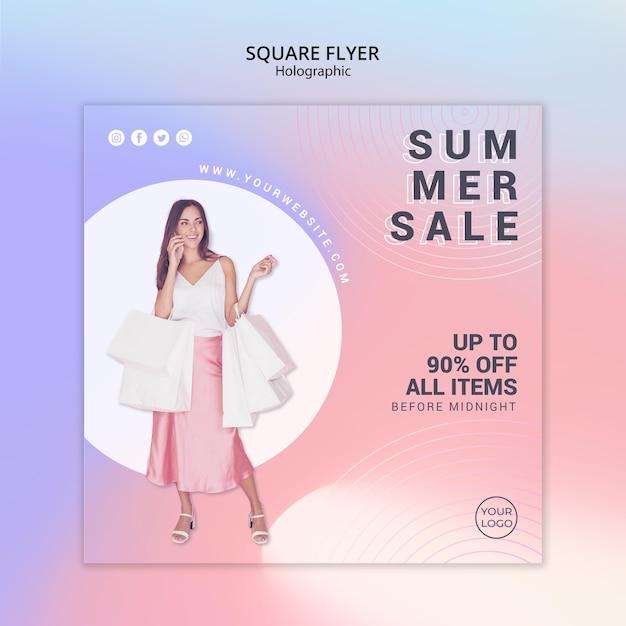 SQUARE FLYER
Holographic
WWW.YOURWEBSITE.COM
SUM
MER
SALE
UP TO
90% OFF
ALL ITEMS
BEFORE MIDNIGHT
YOUR
LOGO